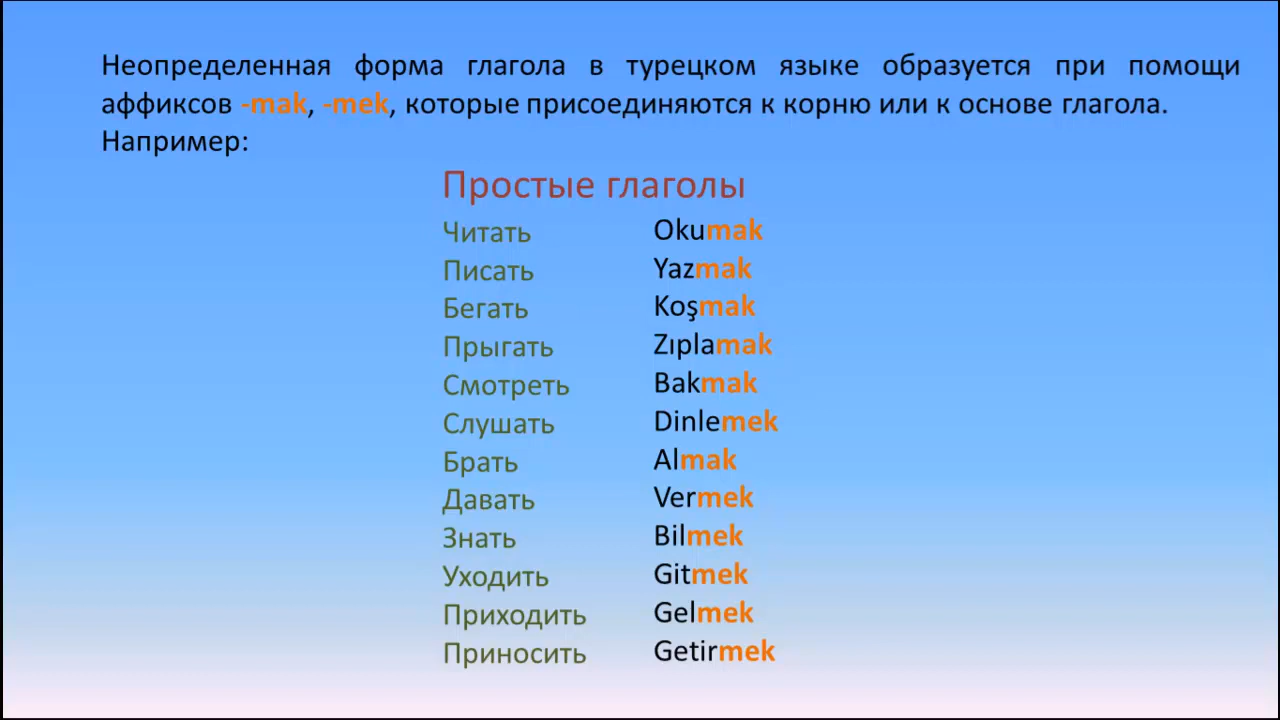 Неопределенная форма глагола в турецком языке образуется при помощи
аффиксов -mak, -mek, которые присоединяются к корню или к основе глагола.
Например:
Простые глаголы
Читать Okumak
Писать Yazmak
Бегать Koşmak
Прыгать Zıplamak
Смотреть Bakmak
Слушать Dinlemek
Брать Almak
Давать Vermek
Знать Bilmek
Уходить Gitmek
Приходить Gelmek
Приносить Getirmek